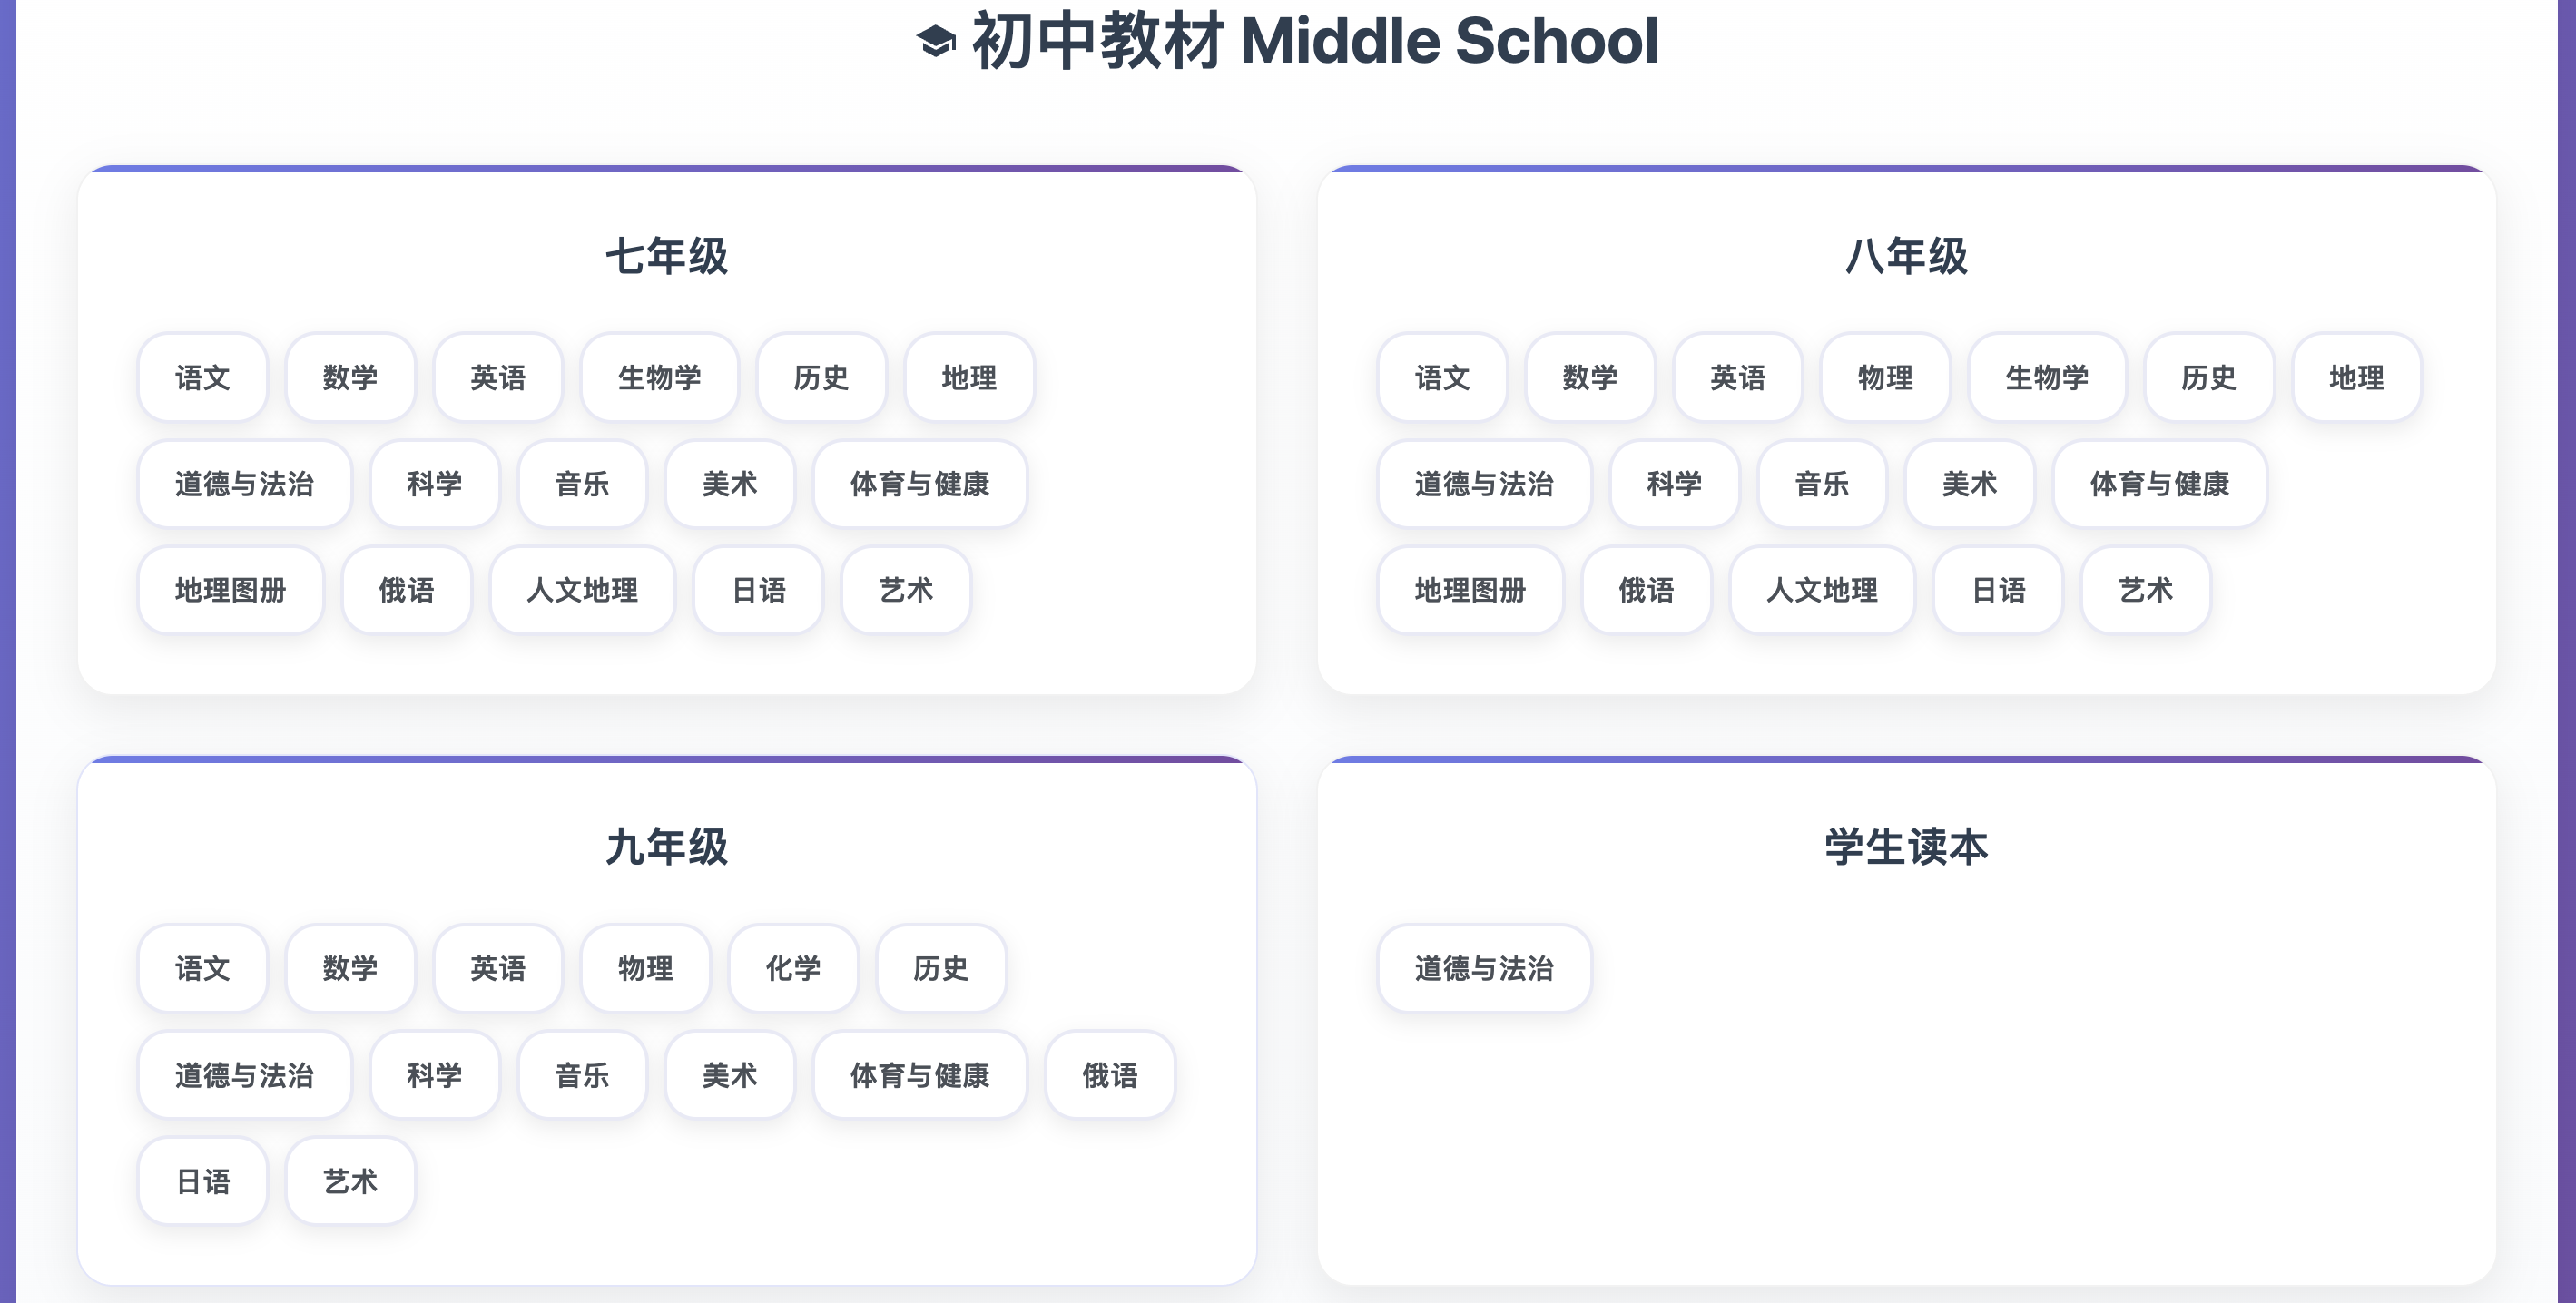 初中教材 Middle School
七年级
语文 数学 英语 生物学 历史 地理
道德与法治 科学 音乐 美术 体育与健康
地理图册 俄语 人文地理 日语 艺术
八年级
语文 数学 英语 物理 生物学 历史 地理
道德与法治 科学 音乐 美术 体育与健康
地理图册 俄语 人文地理 日语 艺术
九年级
语文 数学 英语 物理 化学 历史
道德与法治 科学 音乐 美术 体育与健康 俄语
日语 艺术
学生读本
道德与法治